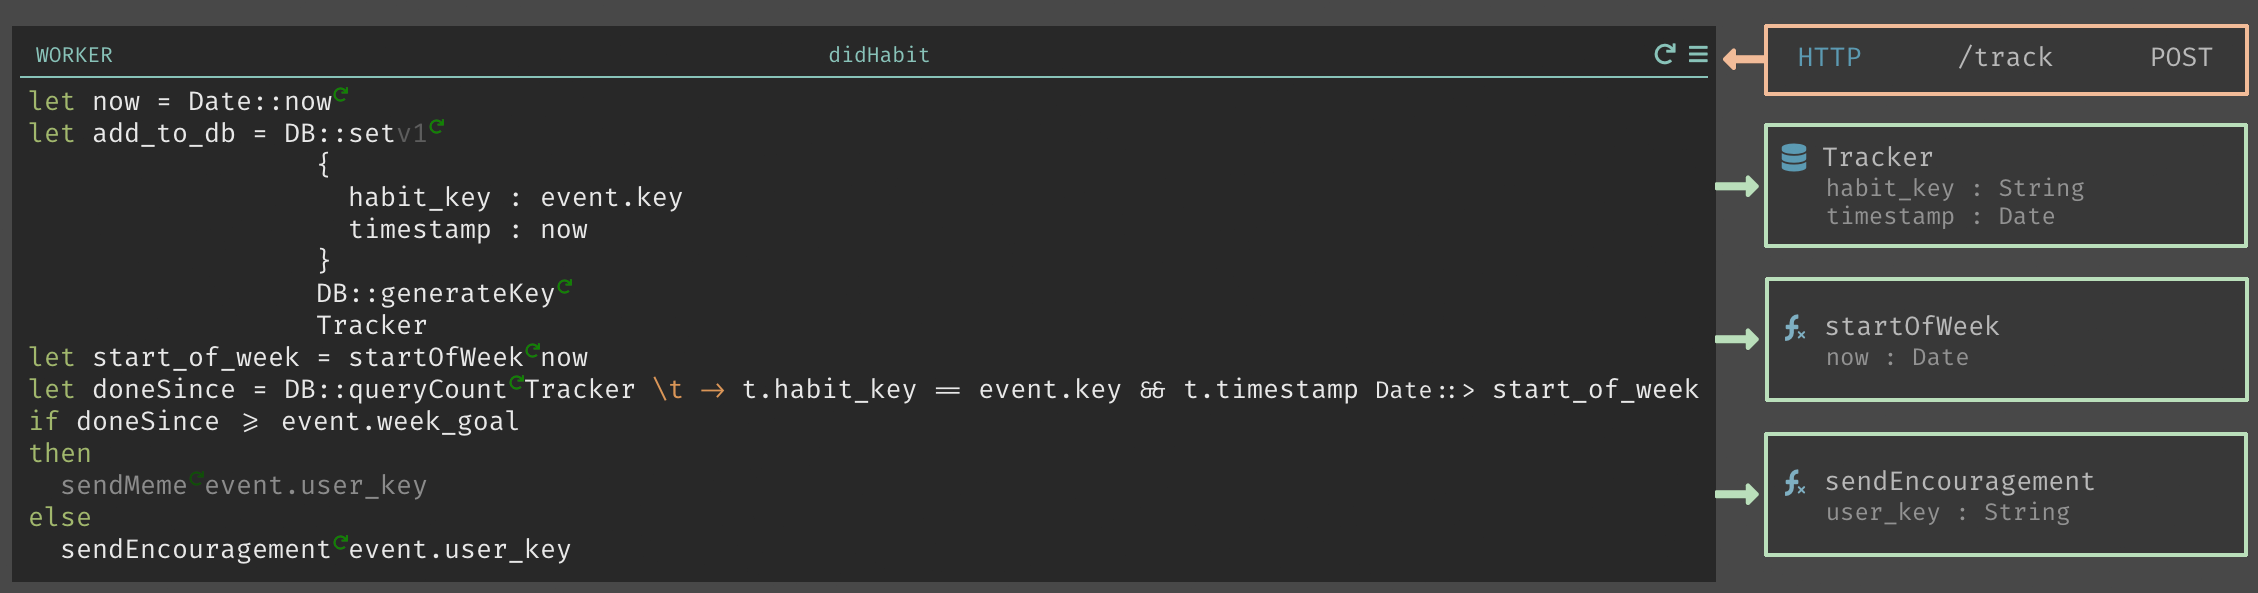 WORKER didHabit
let now = Date::now
let add_to_db = DB::setv1
{
habit_key : event.key
timestamp : now
}
DB::generateKey
Tracker
let start_of_week = startOfWeek now
let doneSince = DB::queryCount Tracker \t -> t.habit_key == event.key && t.timestamp Date::> start_of_week
if doneSince >= event.week_goal
then
sendMeme event.user_key
else
sendEncouragement event.user_key
HTTP /track POST
Tracker
habit_key : String
timestamp : Date
startOfWeek
now : Date
sendEncouragement
user_key : String